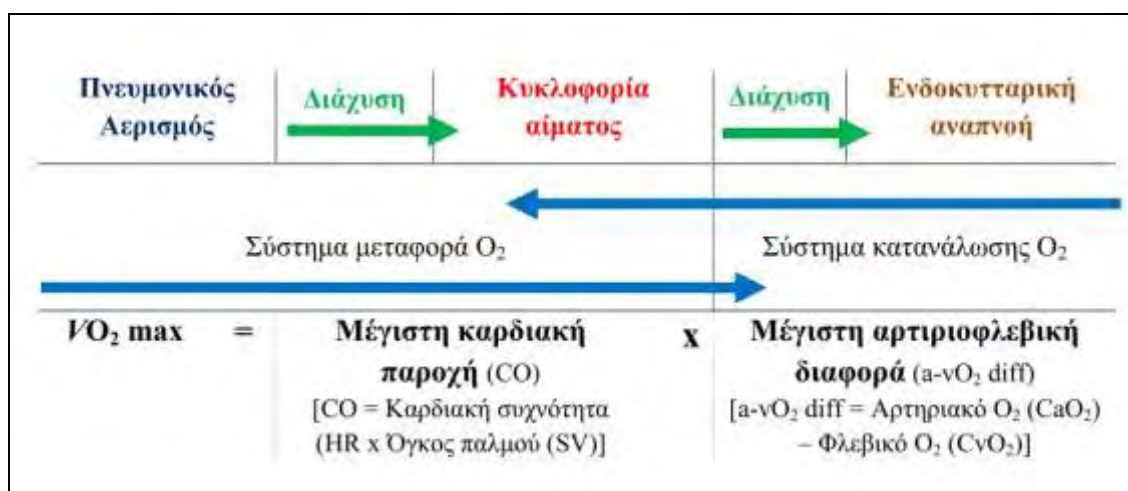 Πνευμονικός Αερισμός
Διάχυση
Κυκλοφορία αίματος
Διάχυση
Ενδοκυτταρική αναπνοή
Σύστημα μεταφορά O₂
Σύστημα κατανάλωσης O₂
VO₂ max = Μέγιστη καρδιακή x Μέγιστη αρτιριοφλεβική
παροχή (CO) διαφορά (a-vO₂ diff)
[CO = Καρδιακή συχνότητα [a-vO₂ diff = Αρτηριακό O₂ (CaO₂)
(HR x Όγκος παλμού (SV)] – Φλεβικό O₂ (CvO₂)]